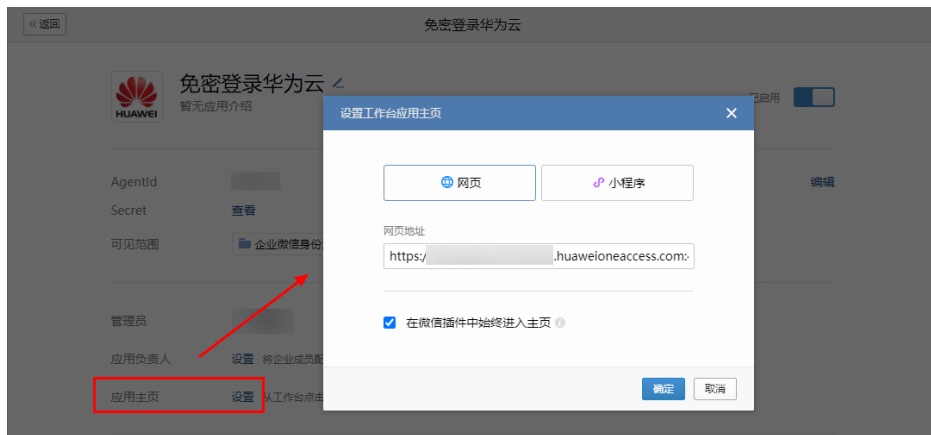 «返回
免密登录华为云
免密登录华为云
暂无应用介绍
HUAWEI
已启用
设置工作台应用主页
网页
小程序
AgentId
编辑
Secret 查看
网页地址
可见范围 企业微信身份
https:/ .huaweioneaccess.com:
管理员
在微信插件中始终进入主页
应用负责人 设置 将企业成员配
应用主页 设置 从工作台点击
确定
取消